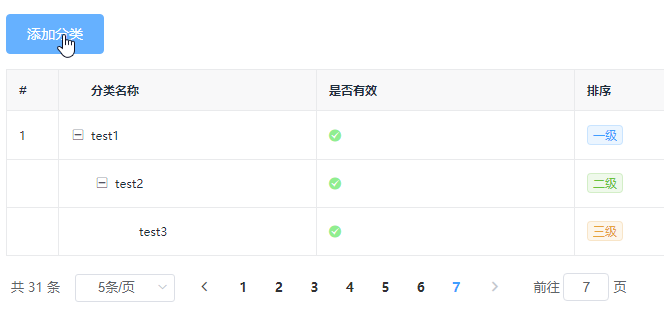 添加分类
# 分类名称 是否有效 排序
1 test1 一级
test2 二级
test3 三级
共 31 条 5条/页 1 2 3 4 5 6 7 前往 7 页